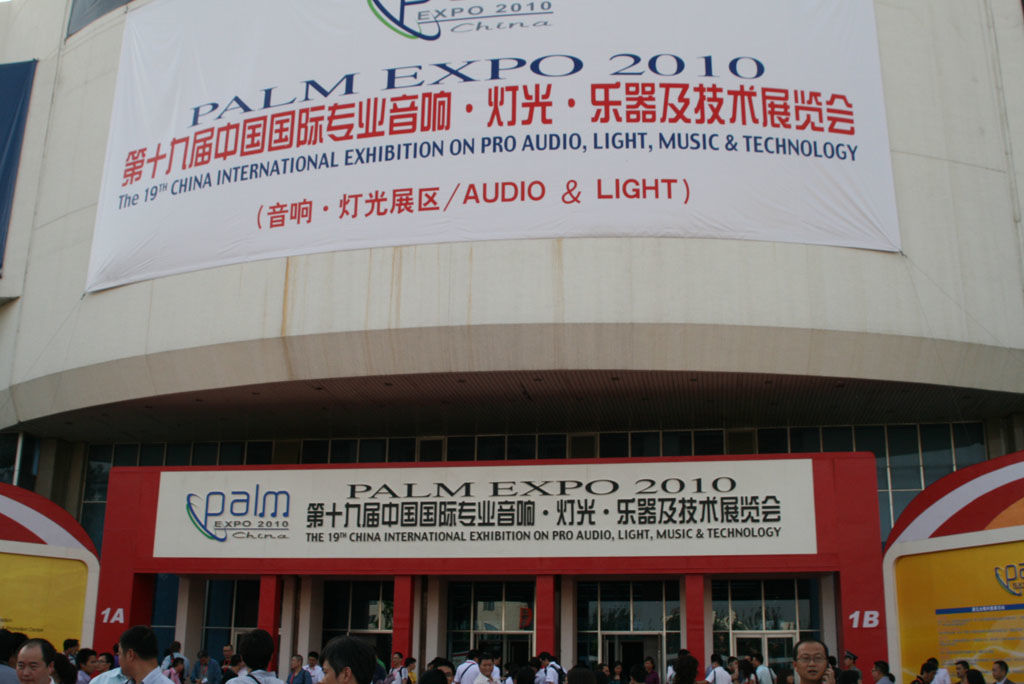 EXPO 2010
China
PALM EXPO 2010
第十九届中国国际专业音响·灯光·乐器及技术展览会
The 19TH CHINA INTERNATIONAL EXHIBITION ON PRO AUDIO, LIGHT, MUSIC & TECHNOLOGY
(音响·灯光展区/AUDIO & LIGHT)
palm
EXPO 2010
China
PALM EXPO 2010
第十九届中国国际专业音响·灯光·乐器及技术展览会
THE 19TH CHINA INTERNATIONAL EXHIBITION ON PRO AUDIO, LIGHT, MUSIC & TECHNOLOGY
1A
1B